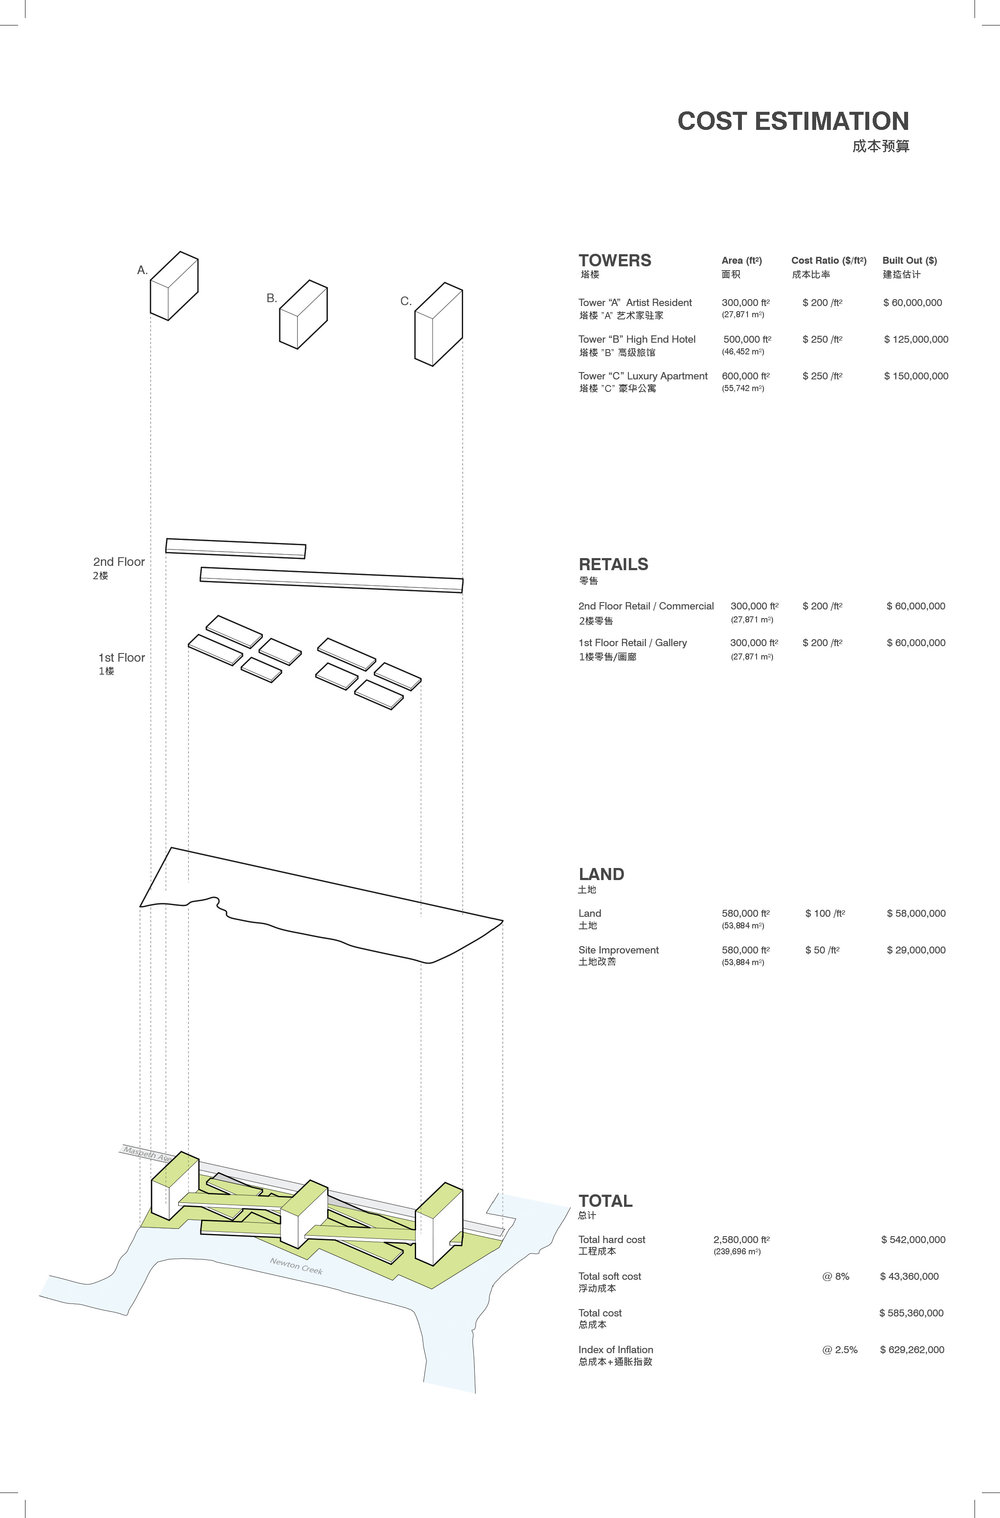 COST ESTIMATION
成本预算
A.
B.
C.
TOWERS Area (ft²) Cost Ratio ($/ft²) Built Out ($)
塔楼 面积 成本比率 建造估计
Tower “A” Artist Resident 300,000 ft² $ 200 /ft² $ 60,000,000
塔楼 "A" 艺术家驻家 (27,871 m²)
Tower “B” High End Hotel 500,000 ft² $ 250 /ft² $ 125,000,000
塔楼 "B" 高级旅馆 (46,452 m²)
Tower “C” Luxury Apartment 600,000 ft² $ 250 /ft² $ 150,000,000
塔楼 "C" 豪华公寓 (55,742 m²)
2nd Floor
2楼
1st Floor
1楼
RETAILS
零售
2nd Floor Retail / Commercial 300,000 ft² $ 200 /ft² $ 60,000,000
2楼零售 (27,871 m²)
1st Floor Retail / Gallery 300,000 ft² $ 200 /ft² $ 60,000,000
1楼零售/画廊 (27,871 m²)
LAND
土地
Land 580,000 ft² $ 100 /ft² $ 58,000,000
土地 (53,884 m²)
Site Improvement 580,000 ft² $ 50 /ft² $ 29,000,000
土地改善 (53,884 m²)
Maspeth Ave
Newton Creek
TOTAL
总计
Total hard cost 2,580,000 ft² $ 542,000,000
工程成本 (239,696 m²)
Total soft cost @ 8% $ 43,360,000
浮动成本
Total cost $ 585,360,000
总成本
Index of Inflation @ 2.5% $ 629,262,000
总成本+通胀指数